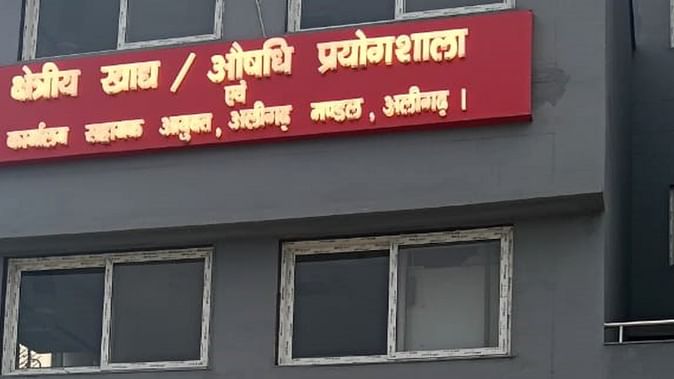 क्षेत्रीय खाद्य / औषधि प्रयोगशाला
एवं
कार्यालय सहायक आयुक्त, अलीगढ़ मण्डल, अलीगढ़ ।